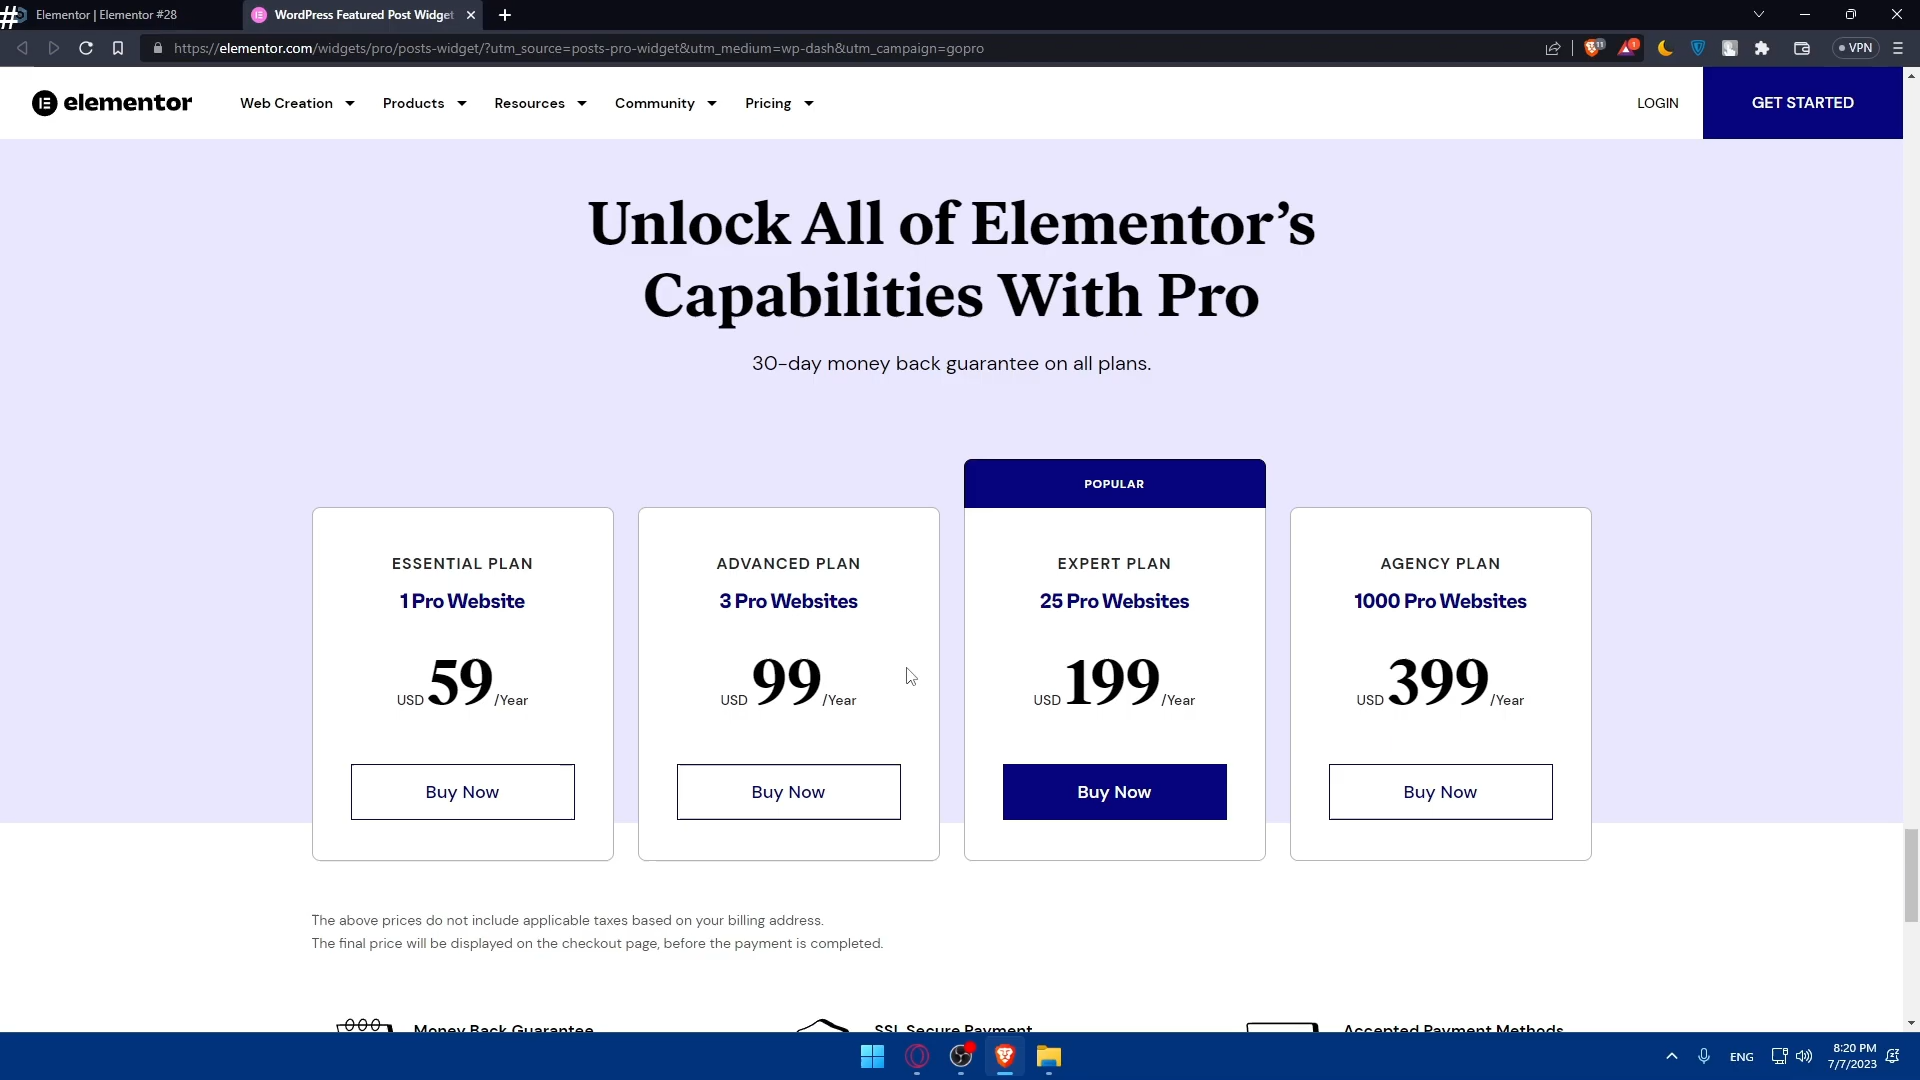 #
Elementor | Elementor #28
WordPress Featured Post Widget
https://elementor.com/widgets/pro/posts-widget/?utm_source=posts-pro-widget&utm_medium=wp-dash&utm_campaign=gopro
11
1
VPN
elementor
Web Creation
Products
Resources
Community
Pricing
LOGIN
GET STARTED
Unlock All of Elementor’s
Capabilities With Pro
30-day money back guarantee on all plans.
POPULAR
ESSENTIAL PLAN
1 Pro Website
USD 59 /Year
Buy Now
ADVANCED PLAN
3 Pro Websites
USD 99 /Year
Buy Now
EXPERT PLAN
25 Pro Websites
USD 199 /Year
Buy Now
AGENCY PLAN
1000 Pro Websites
USD 399 /Year
Buy Now
The above prices do not include applicable taxes based on your billing address.
The final price will be displayed on the checkout page, before the payment is completed.
Money Back Guarantee
SSL Secure Payment
Accepted Payment Methods
ENG
8:20 PM
7/7/2023